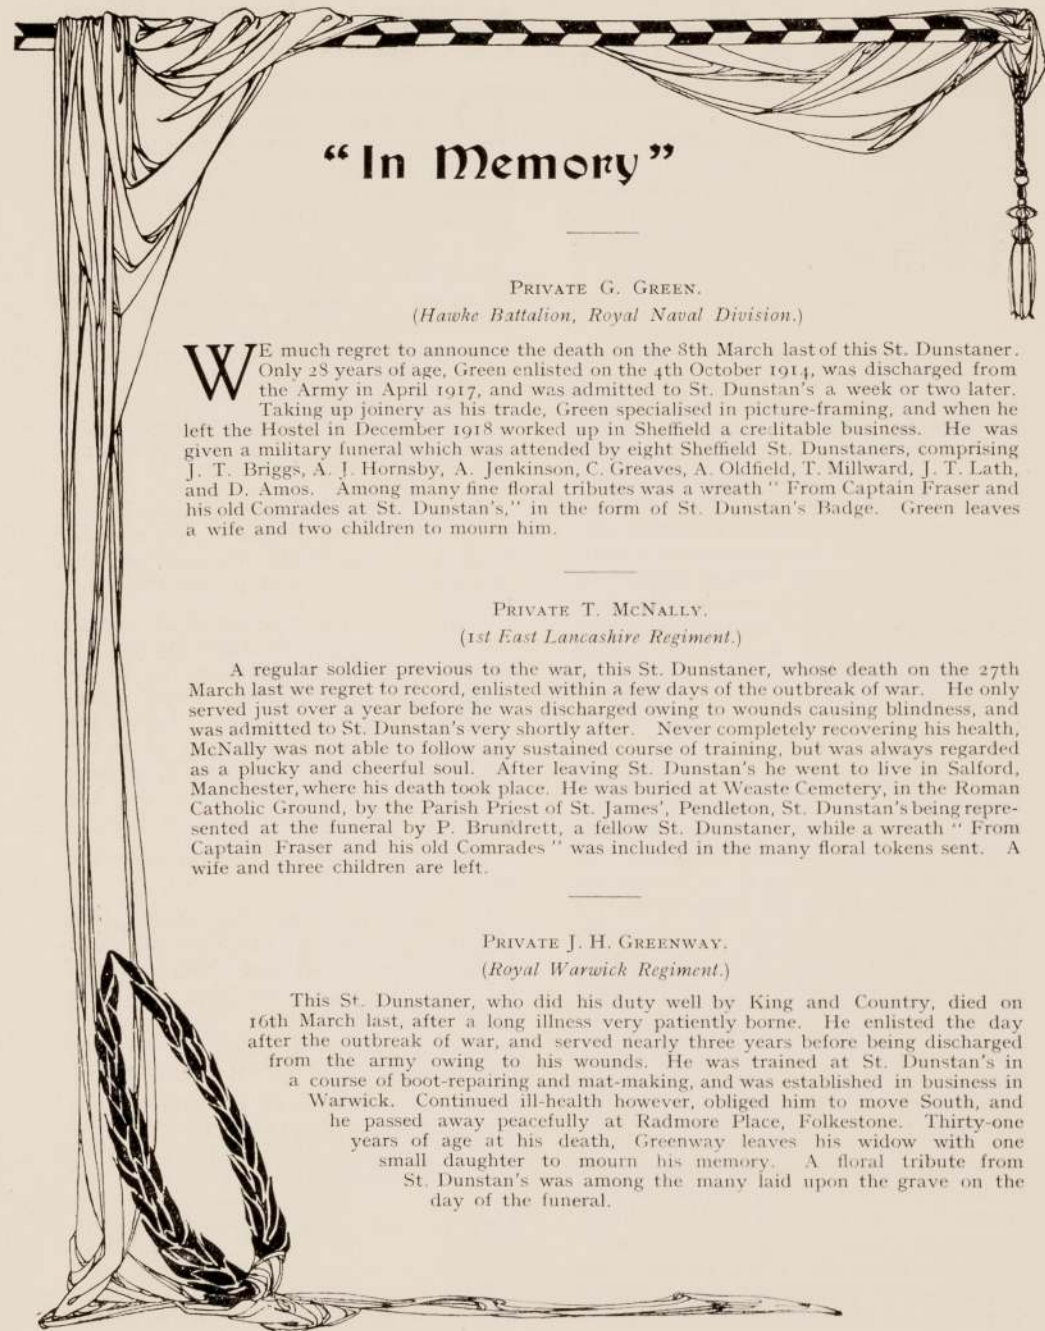 “In Memory”
PRIVATE G. GREEN.
(Hawke Battalion, Royal Naval Division.)
WE much regret to announce the death on the 8th March last of this St. Dunstaner.
Only 28 years of age, Green enlisted on the 4th October 1914, was discharged from
the Army in April 1917, and was admitted to St. Dunstan's a week or two later.
Taking up joinery as his trade, Green specialised in picture-framing, and when he
left the Hostel in December 1918 worked up in Sheffield a creditable business. He was
given a military funeral which was attended by eight Sheffield St. Dunstaners, comprising
J. T. Briggs, A. J. Hornsby, A. Jenkinson, C. Greaves, A. Oldfield, T. Millward, J. T. Lath,
and D. Amos. Among many fine floral tributes was a wreath “ From Captain Fraser and
his old Comrades at St. Dunstan's,” in the form of St. Dunstan's Badge. Green leaves
a wife and two children to mourn him.
PRIVATE T. MCNALLY.
(1st East Lancashire Regiment.)
A regular soldier previous to the war, this St. Dunstaner, whose death on the 27th
March last we regret to record, enlisted within a few days of the outbreak of war. He only
served just over a year before he was discharged owing to wounds causing blindness, and
was admitted to St. Dunstan's very shortly after. Never completely recovering his health,
McNally was not able to follow any sustained course of training, but was always regarded
as a plucky and cheerful soul. After leaving St. Dunstan's he went to live in Salford,
Manchester, where his death took place. He was buried at Weaste Cemetery, in the Roman
Catholic Ground, by the Parish Priest of St. James', Pendleton, St. Dunstan's being repre-
sented at the funeral by P. Brundrett, a fellow St. Dunstaner, while a wreath “ From
Captain Fraser and his old Comrades ” was included in the many floral tokens sent. A
wife and three children are left.
PRIVATE J. H. GREENWAY.
(Royal Warwick Regiment.)
This St. Dunstaner, who did his duty well by King and Country, died on
16th March last, after a long illness very patiently borne. He enlisted the day
after the outbreak of war, and served nearly three years before being discharged
from the army owing to his wounds. He was trained at St. Dunstan's in
a course of boot-repairing and mat-making, and was established in business in
Warwick. Continued ill-health however, obliged him to move South, and
he passed away peacefully at Radmore Place, Folkestone. Thirty-one
years of age at his death, Greenway leaves his widow with one
small daughter to mourn his memory. A floral tribute from
St. Dunstan's was among the many laid upon the grave on the
day of the funeral.